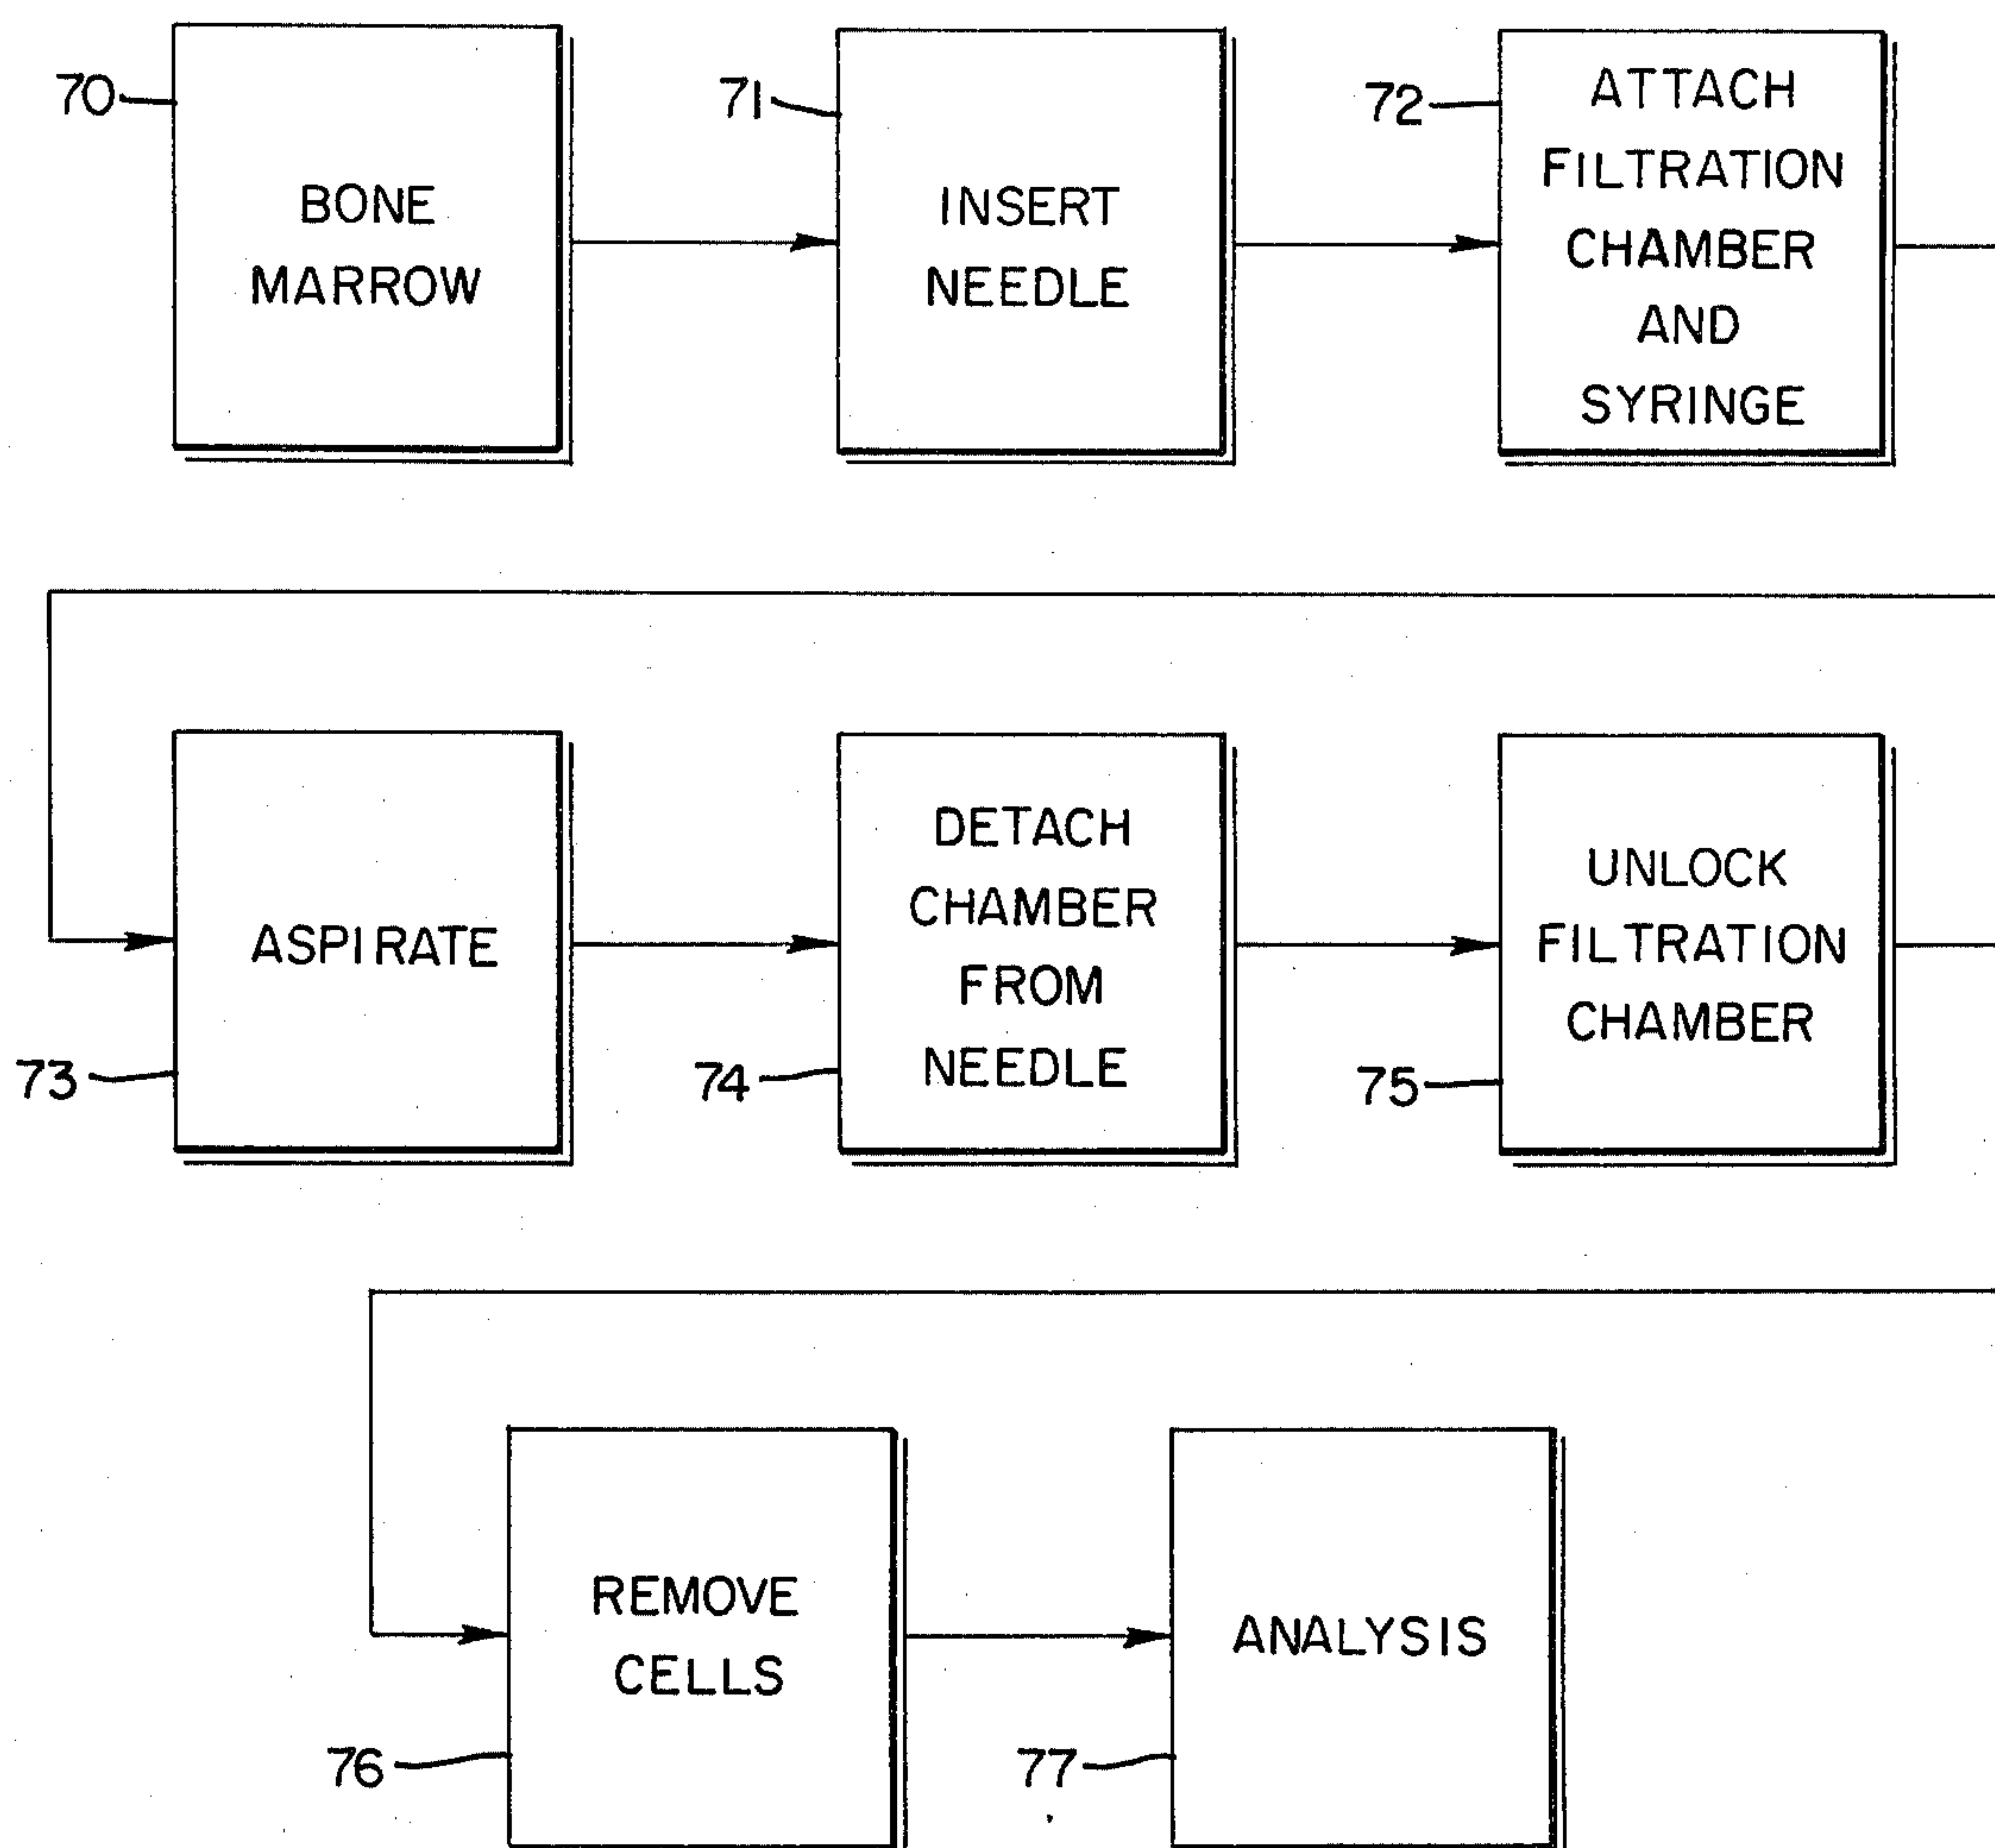 70
BONE
MARROW
71
INSERT
NEEDLE
72
ATTACH
FILTRATION
CHAMBER
AND
SYRINGE
73
ASPIRATE
74
DETACH
CHAMBER
FROM
NEEDLE
75
UNLOCK
FILTRATION
CHAMBER
76
REMOVE
CELLS
77
ANALYSIS